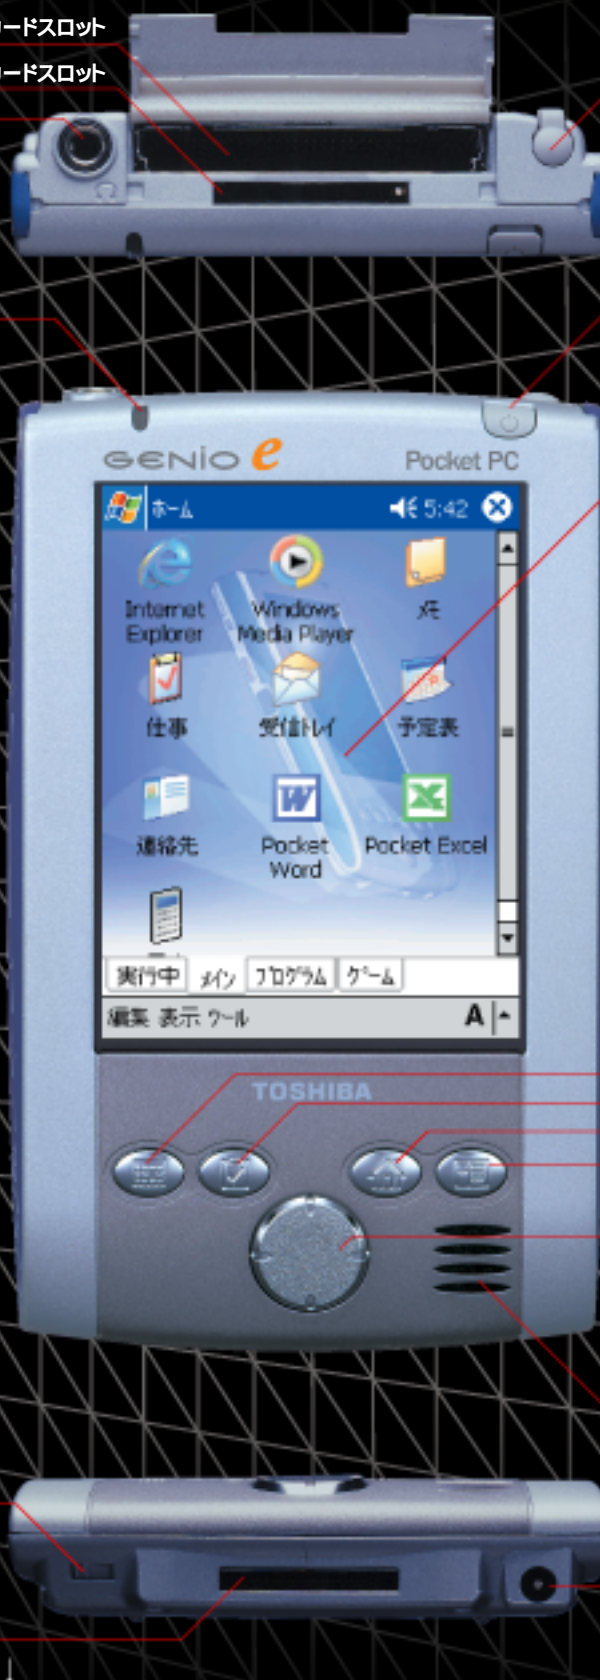 ードスロット
ードスロット
GENiO e
Pocket PC
ホーム
5:42
Internet Explorer
Windows Media Player
メモ
仕事
受信トレイ
予定表
連絡先
Pocket Word
Pocket Excel
実行中 メイン プログラム ゲーム
編集 表示 ツール
A
TOSHIBA